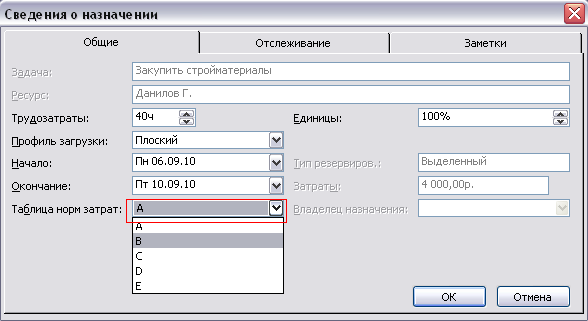 Сведения о назначении
Общие Отслеживание Заметки
Задача: Закупить стройматериалы
Ресурс: Данилов Г.
Трудозатраты: 40ч Единицы: 100%
Профиль загрузки: Плоский
Начало: Пн 06.09.10 Тип резервиров.: Выделенный
Окончание: Пт 10.09.10 Затраты: 4 000,00р.
Таблица норм затрат: A Владелец назначения:
A
B
C
D
E
OK Отмена